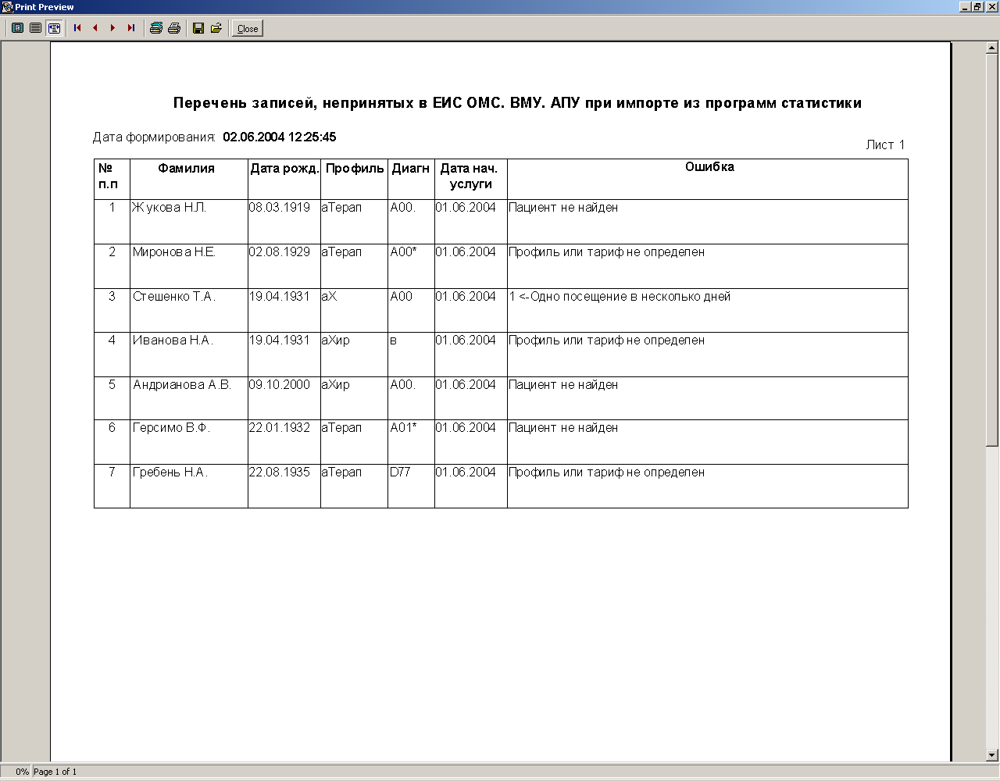 Print Preview
Close
Перечень записей, непринятых в ЕИС ОМС. ВМУ. АПУ при импорте из программ статистики
Дата формирования: 02.06.2004 12:25:45
Лист 1
№ п.п Фамилия Дата рожд. Профиль Диагн Дата нач. услуги Ошибка
1 Жукова Н.Л. 08.03.1919 аТерап A00. 01.06.2004 Пациент не найден
2 Миронова Н.Е. 02.08.1929 аТерап A00* 01.06.2004 Профиль или тариф не определен
3 Стешенко Т.А. 19.04.1931 аХ A00 01.06.2004 1 <-Одно посещение в несколько дней
4 Иванова Н.А. 19.04.1931 аХир в 01.06.2004 Профиль или тариф не определен
5 Андрианова А.В. 09.10.2000 аХир A00. 01.06.2004 Пациент не найден
6 Герсимо В.Ф. 22.01.1932 аТерап A01* 01.06.2004 Пациент не найден
7 Гребень Н.А. 22.08.1935 аТерап D77 01.06.2004 Профиль или тариф не определен
0% Page 1 of 1